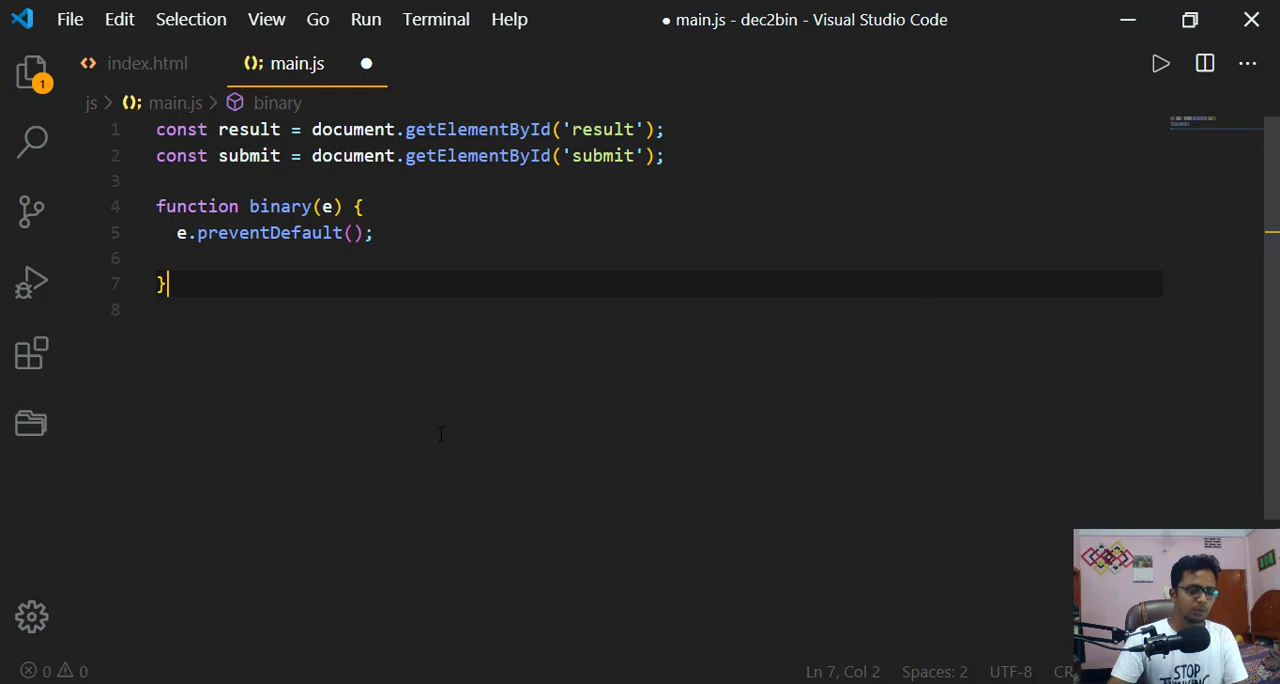 File Edit Selection View Go Run Terminal Help ● main.js - dec2bin - Visual Studio Code
index.html main.js
1
js > main.js > binary
1 const result = document.getElementById('result');
2 const submit = document.getElementById('submit');
3
4 function binary(e) {
5 e.preventDefault();
6
7 }
8
0 0 Ln 7, Col 2 Spaces: 2 UTF-8 CR
STOP